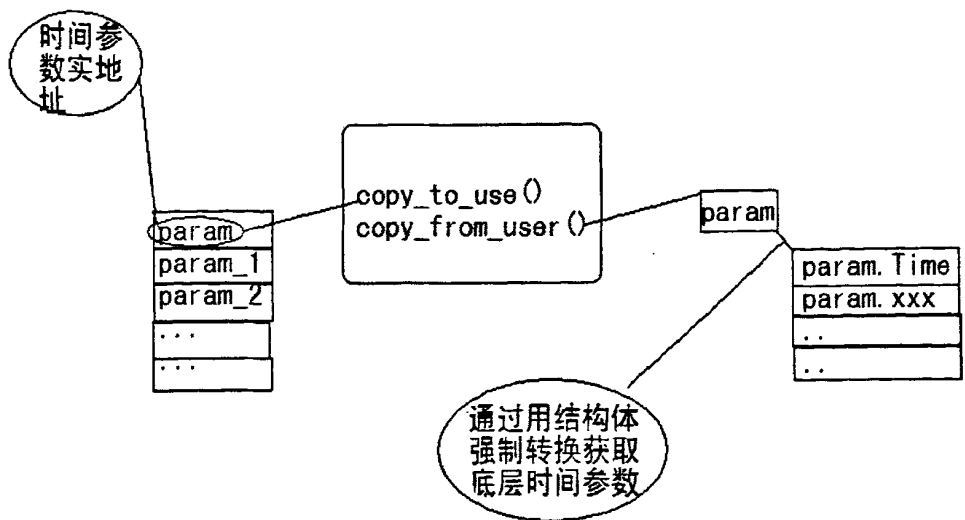 时间参
数实地
址
copy_to_use()
copy_from_user()
param
param_1
param_2
...
...
param
param.Time
param.xxx
..
..
通过用结构体
强制转换获取
底层时间参数